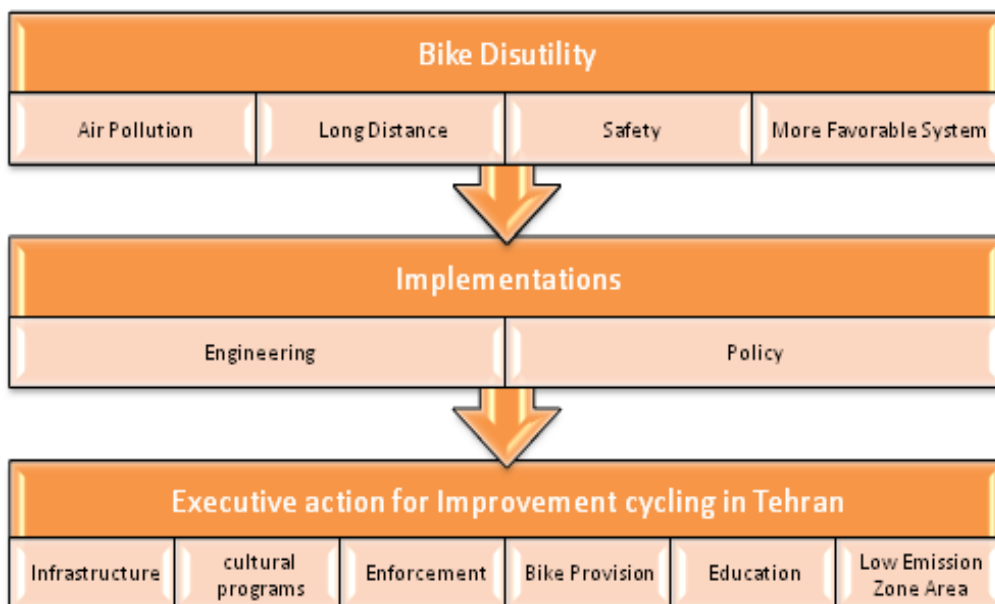 Bike Disutility
Air Pollution
Long Distance
Safety
More Favorable System
Implementations
Engineering
Policy
Executive action for Improvement cycling in Tehran
Infrastructure
cultural
programs
Enforcement
Bike Provision
Education
Low Emission
Zone Area